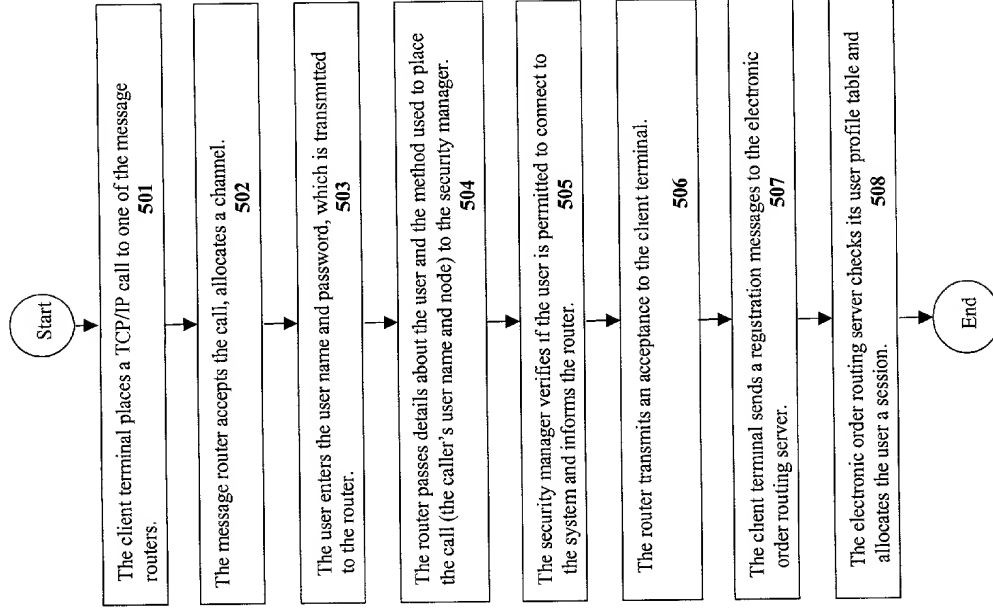 Start
The client terminal places a TCP/IP call to one of the message
routers.
501
The message router accepts the call, allocates a channel.
502
The user enters the user name and password, which is transmitted
to the router.
503
The router passes details about the user and the method used to place
the call (the caller's user name and node) to the security manager.
504
The security manager verifies if the user is permitted to connect to
the system and informs the router.
505
The router transmits an acceptance to the client terminal.
506
The client terminal sends a registration messages to the electronic
order routing server.
507
The electronic order routing server checks its user profile table and
allocates the user a session.
508
End